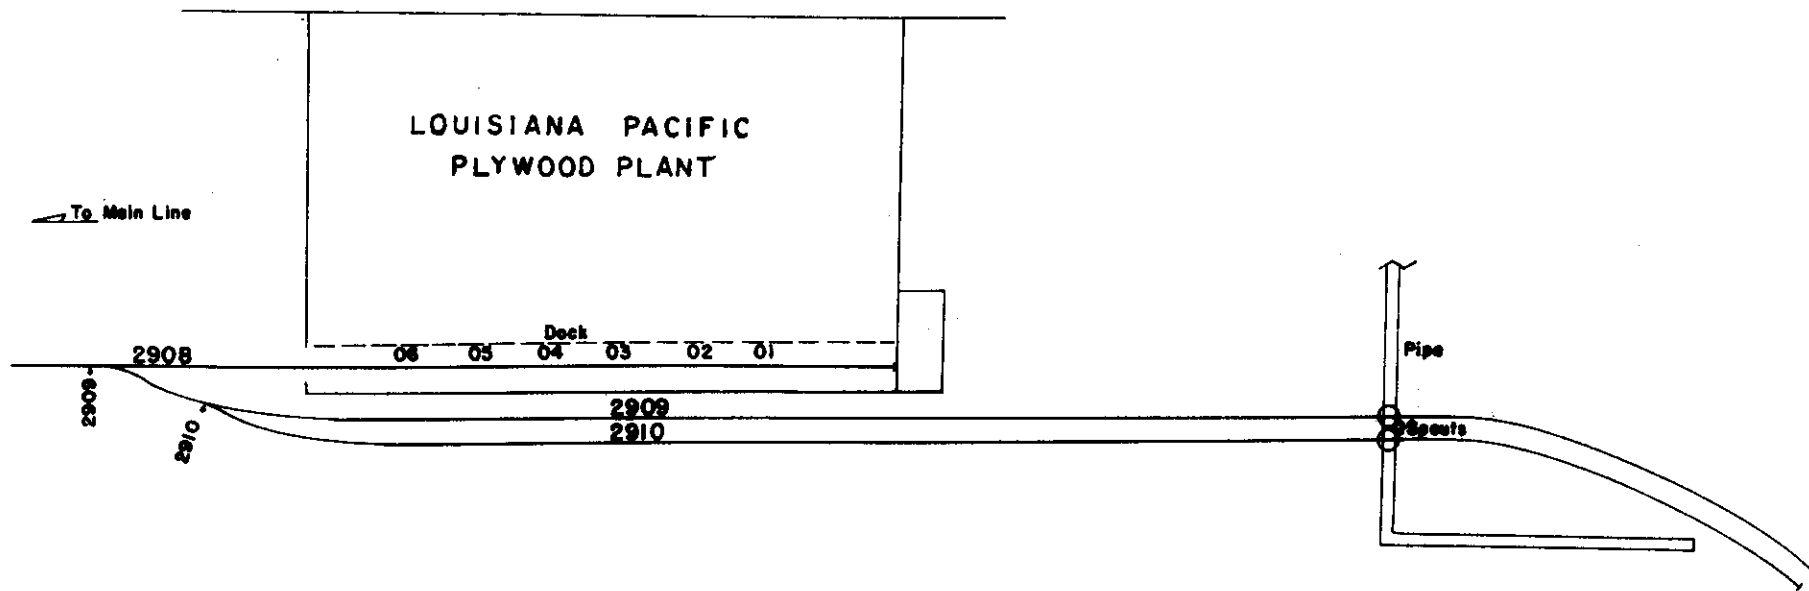 LOUISIANA PACIFIC
PLYWOOD PLANT
To Main Line
Dock
2908
06 05 04 03 02 01
Pipe
2909
2909
2910
2910
Spouts